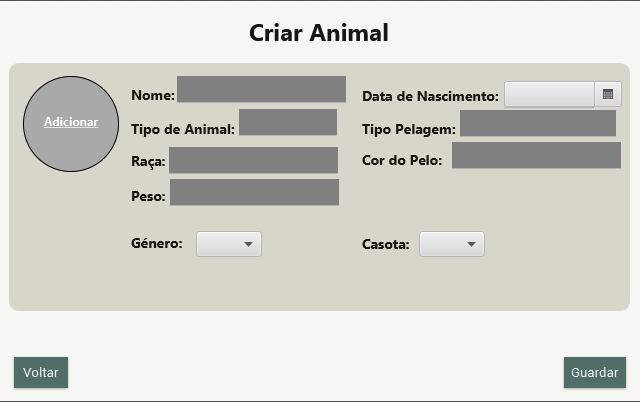 Criar Animal
Adicionar
Nome:
Data de Nascimento:
Tipo de Animal:
Tipo Pelagem:
Raça:
Cor do Pelo:
Peso:
Género:
Casota:
Voltar
Guardar